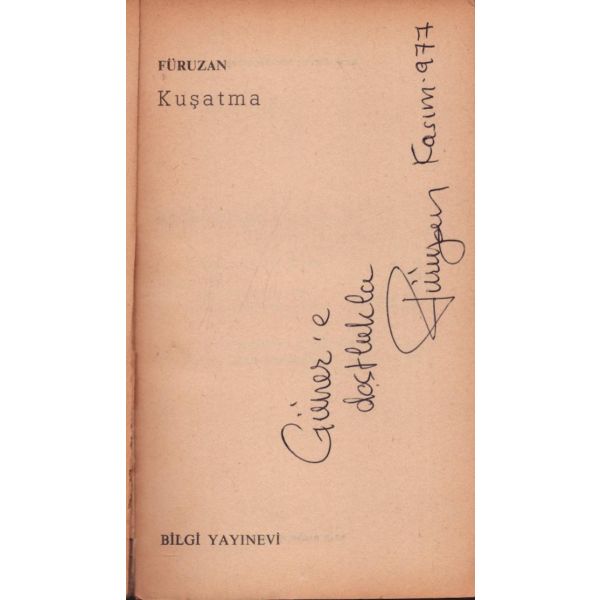 FÜRUZAN
Kuşatma
Güner'e
dostlukla
Füruzan Kasım.977
BİLGİ YAYINEVİ